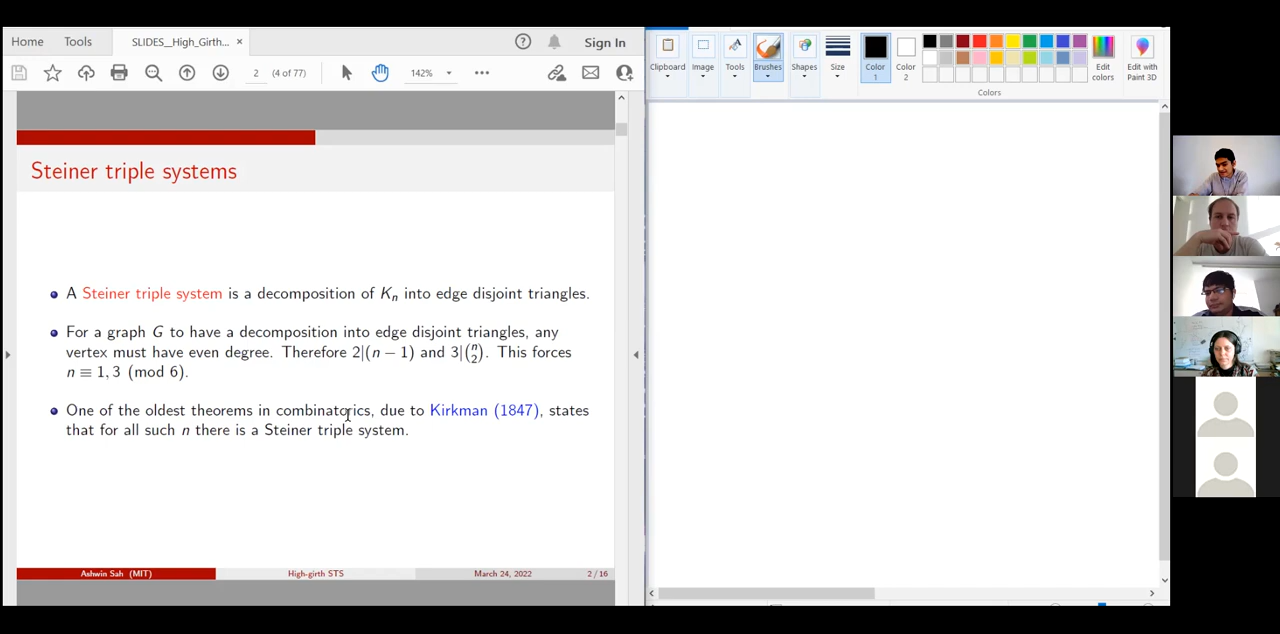 Home Tools SLIDES__High_Girth... × Sign In
2 (4 of 77) 142%
Steiner triple systems
A Steiner triple system is a decomposition of Kₙ into edge disjoint triangles.
For a graph G to have a decomposition into edge disjoint triangles, any
vertex must have even degree. Therefore 2|(n − 1) and 3|(n 2). This forces
n ≡ 1, 3 (mod 6).
One of the oldest theorems in combinatorics, due to Kirkman (1847), states
that for all such n there is a Steiner triple system.
Ashwin Sah (MIT) High-girth STS March 24, 2022 2 / 16
Clipboard Image Tools Brushes Shapes Size Color 1 Color 2 Edit colors Edit with Paint 3D
Colors